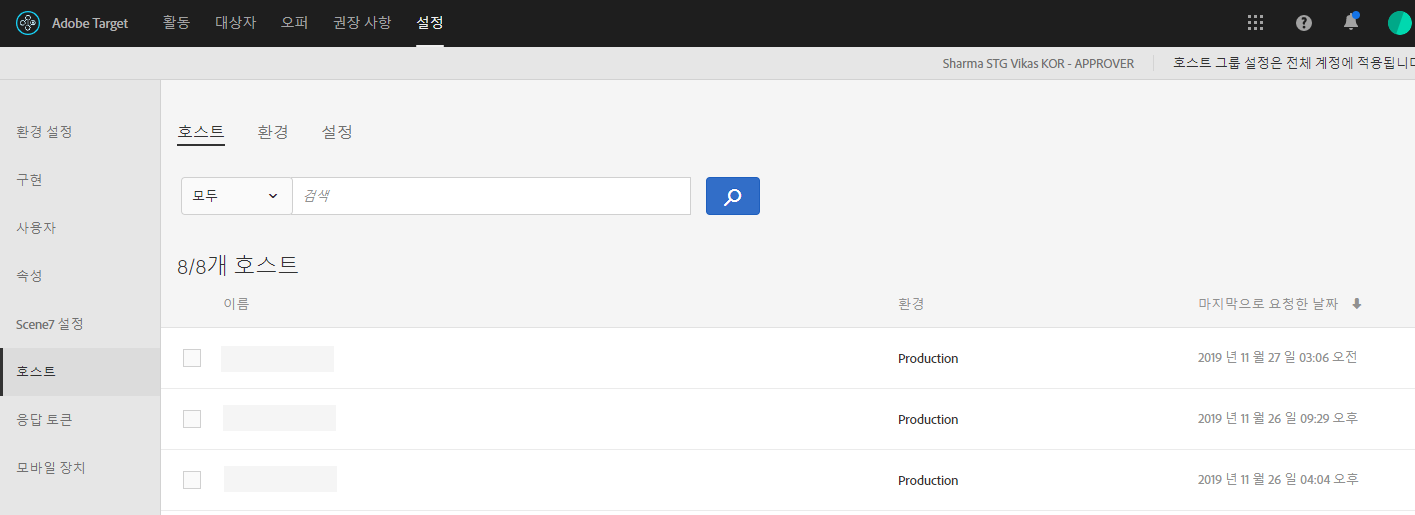 Adobe Target 활동 대상자 오퍼 권장 사항 설정
Sharma STG Vikas KOR - APPROVER 호스트 그룹 설정은 전체 계정에 적용됩니다
환경 설정
구현
사용자
속성
Scene7 설정
호스트
응답 토큰
모바일 장치
호스트 환경 설정
모두 검색
8/8개 호스트
이름 환경 마지막으로 요청한 날짜
Production 2019 년 11 월 27 일 03:06 오전
Production 2019 년 11 월 26 일 09:29 오후
Production 2019 년 11 월 26 일 04:04 오후